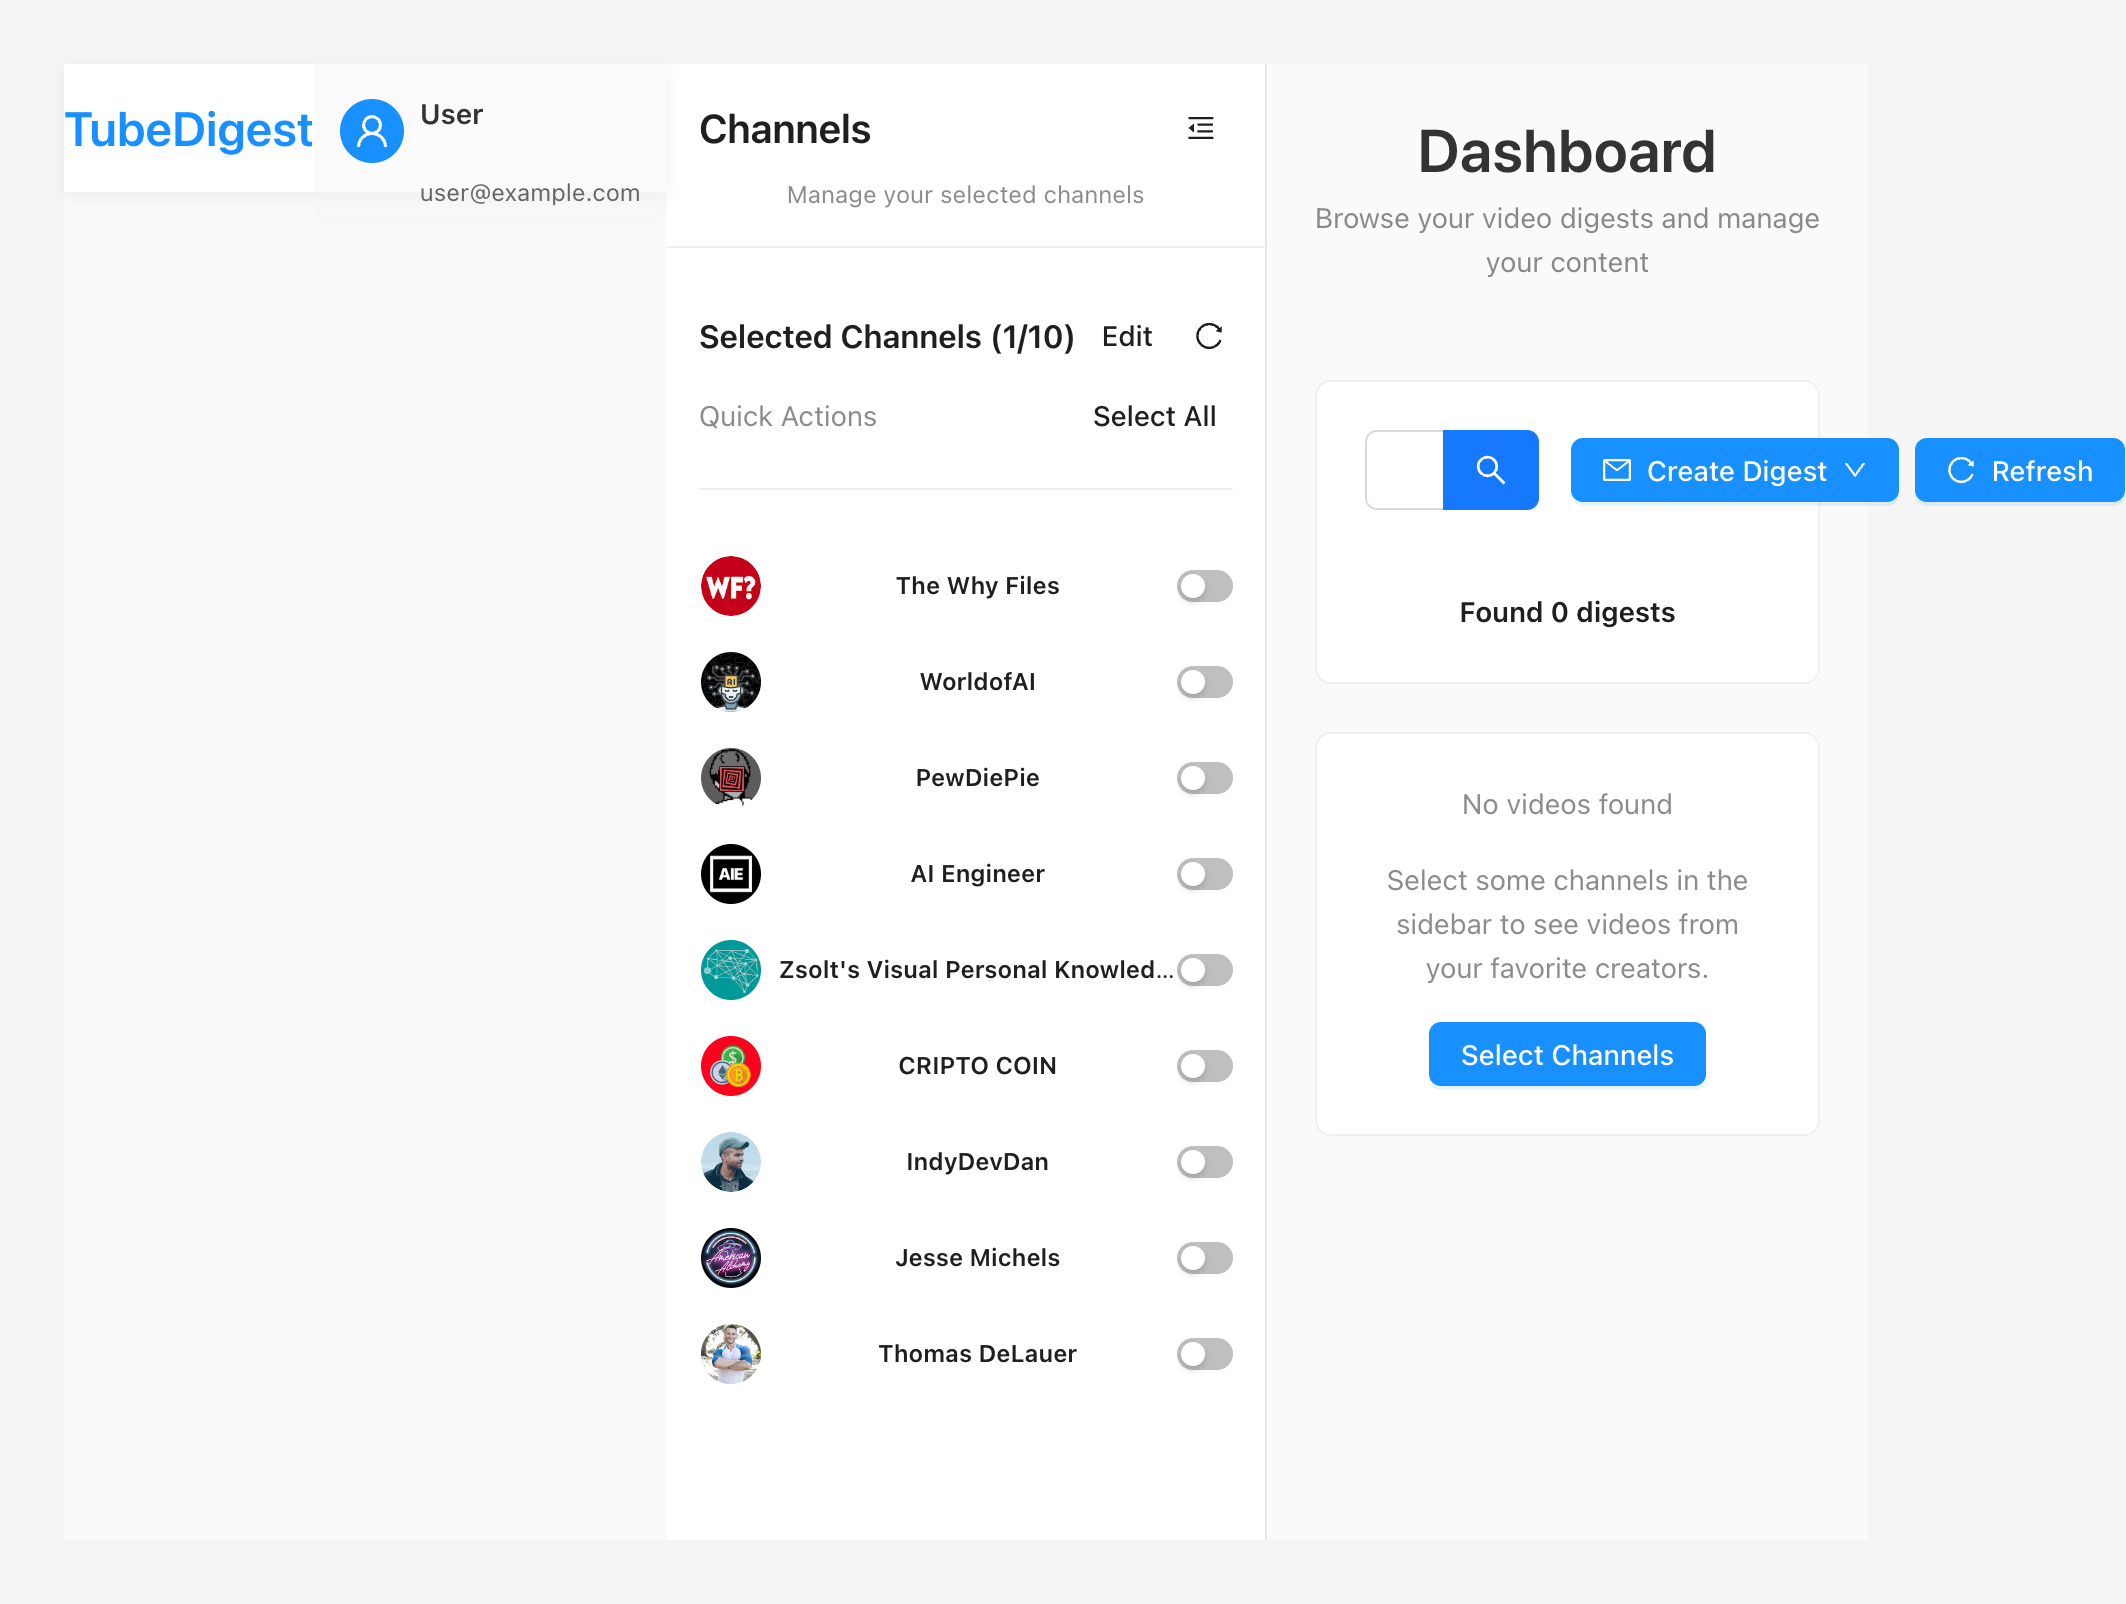 TubeDigest
User
user@example.com
Channels
Manage your selected channels
Selected Channels (1/10) Edit
Quick Actions Select All
WF? The Why Files
AI WorldofAI
PewDiePie
AIE AI Engineer
Zsolt's Visual Personal Knowled...
CRIPTO COIN
IndyDevDan
American Alchemy Jesse Michels
Thomas DeLauer
Dashboard
Browse your video digests and manage
your content
Create Digest Refresh
Found 0 digests
No videos found
Select some channels in the
sidebar to see videos from
your favorite creators.
Select Channels